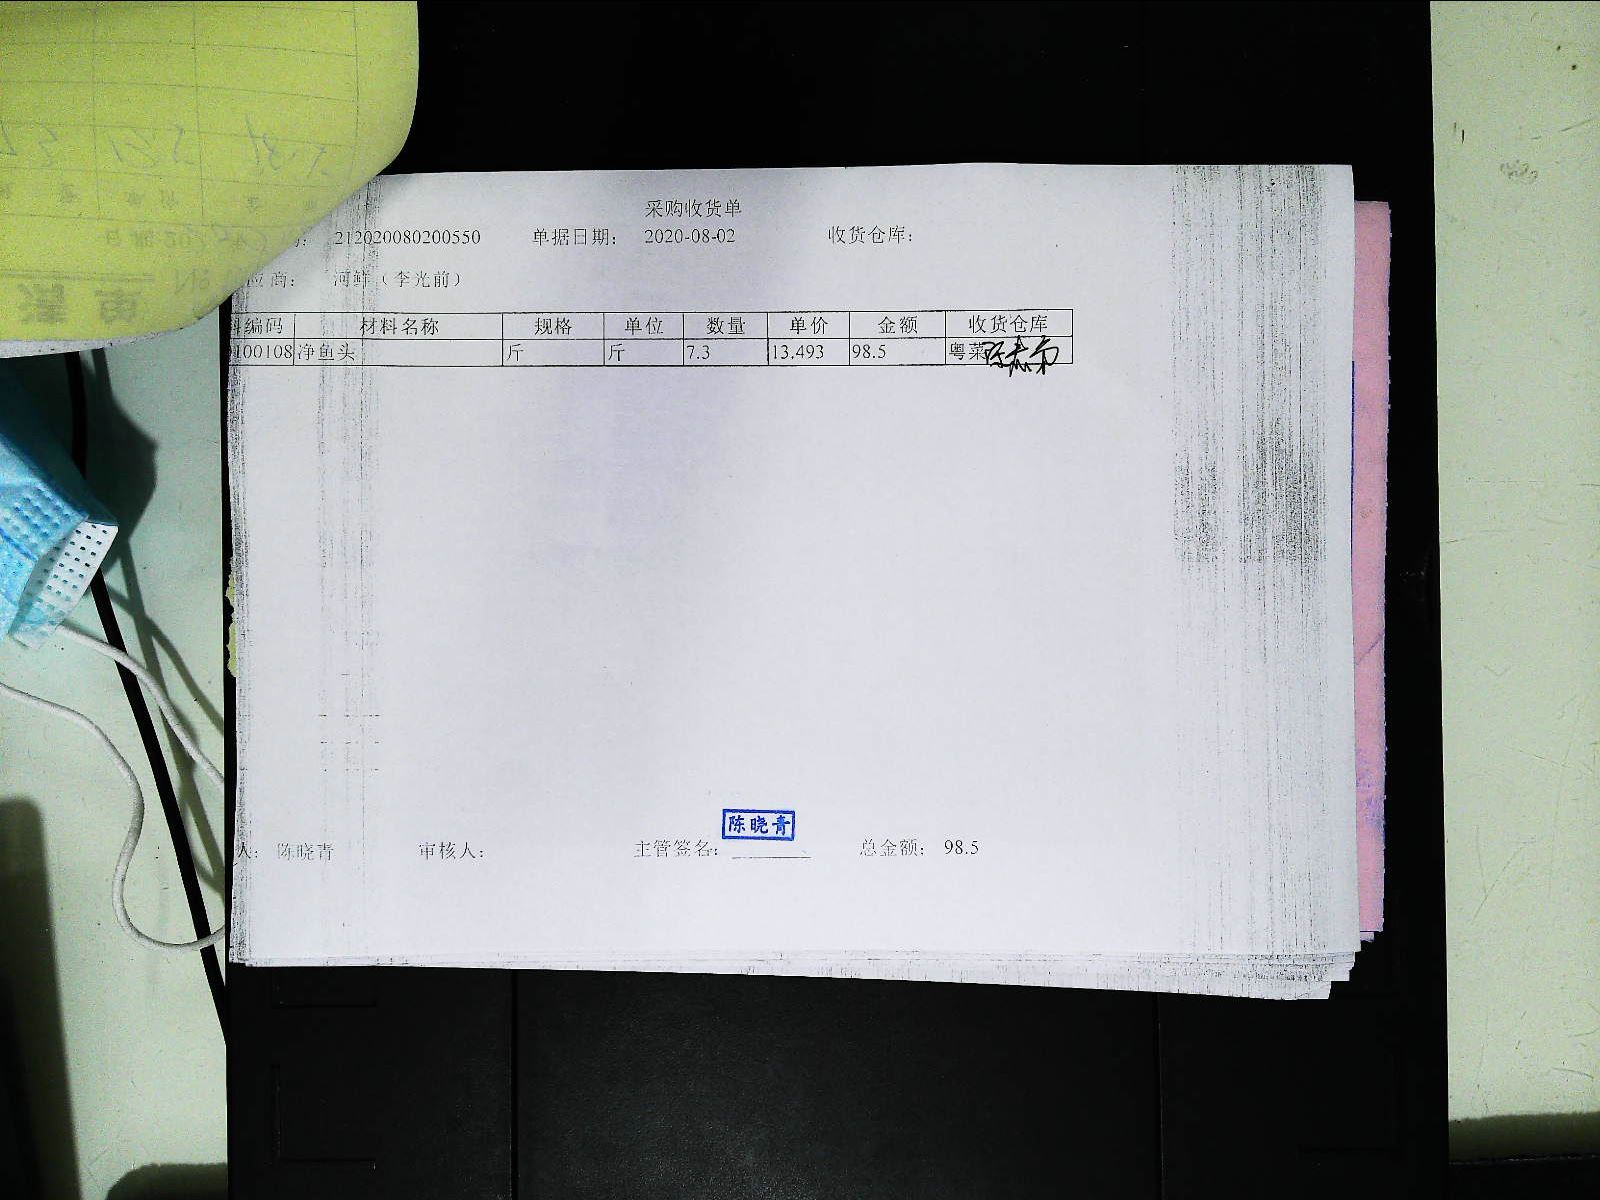 采购收货单
212020080200550 单据日期: 2020-08-02 收货仓库:
应商: 河鲜(李光前)
编码 材料名称 规格 单位 数量 单价 金额 收货仓库
100108 净鱼头 斤 斤 7.3 13.493 98.5 粤菜
陈晓青
人: 陈晓青 审核人: 主管签名: 总金额: 98.5